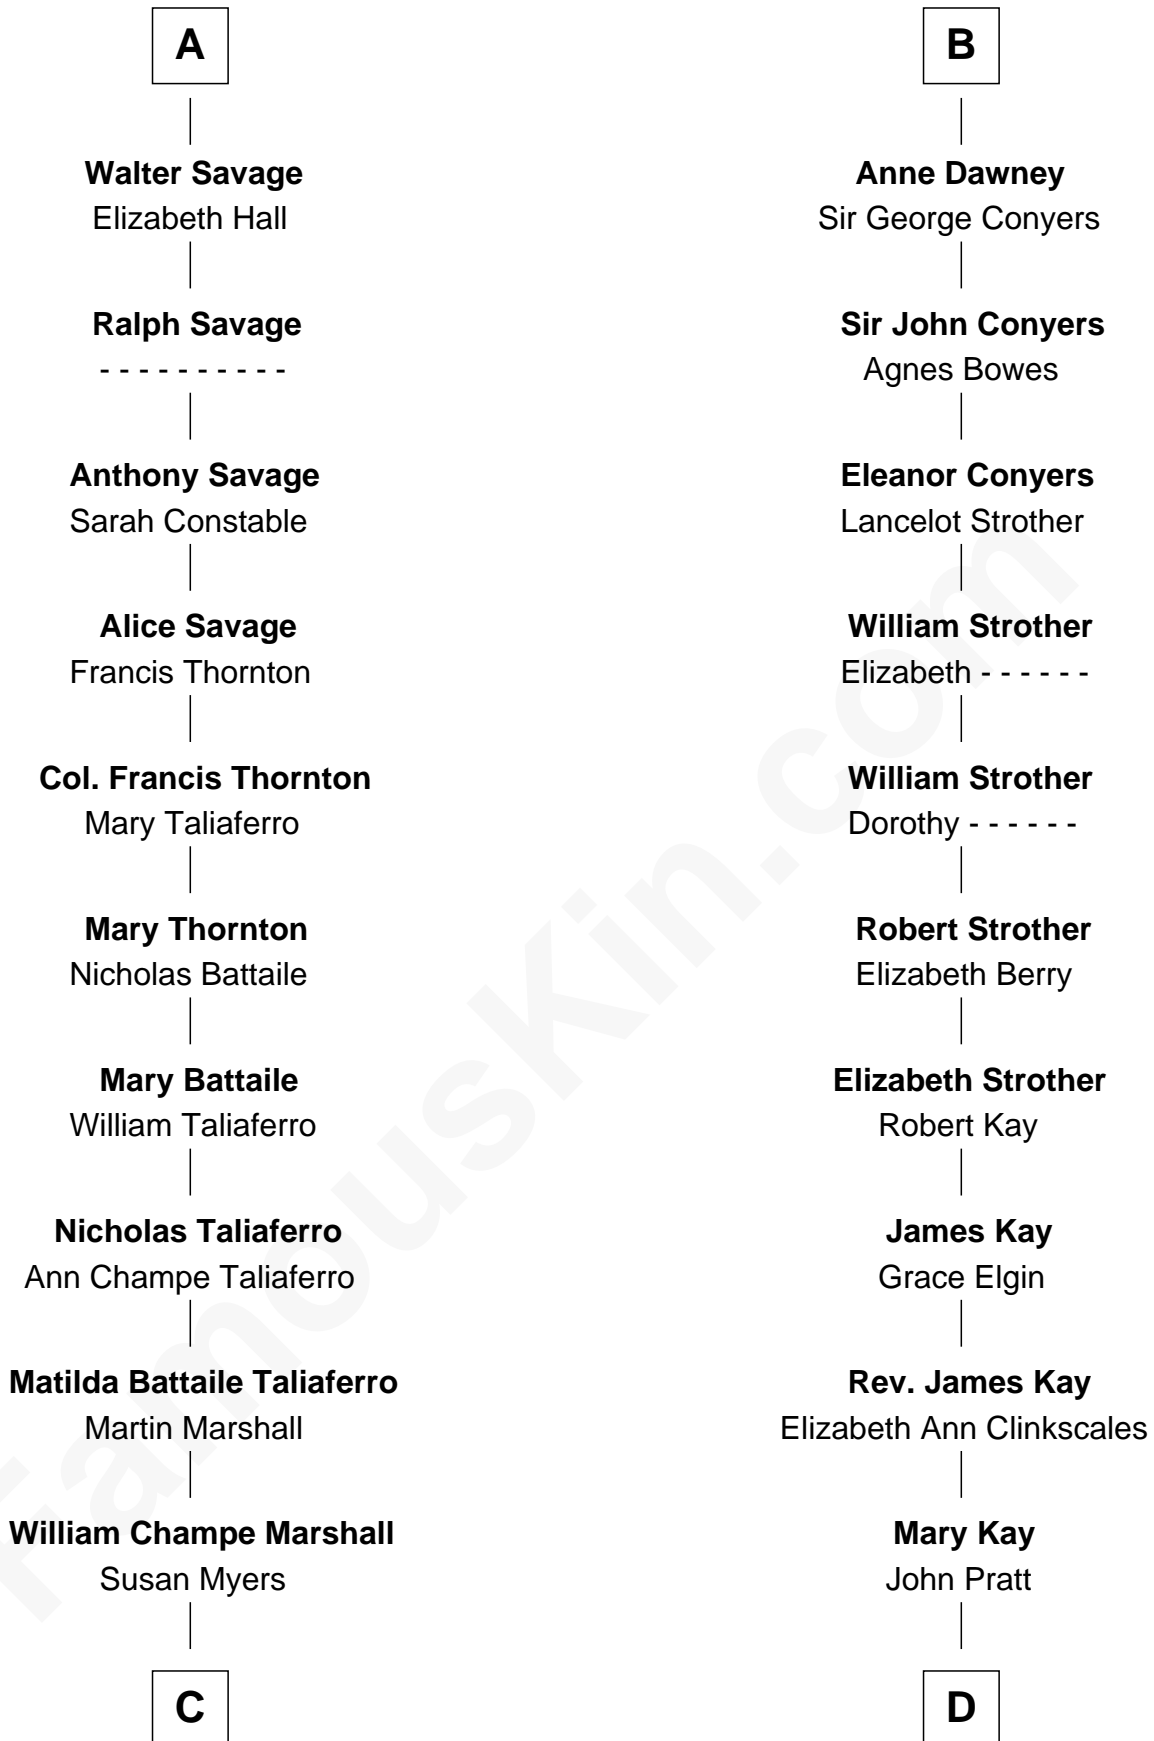 A
Walter Savage
Elizabeth Hall
Ralph Savage
- - - - - - - - - -
Anthony Savage
Sarah Constable
Alice Savage
Francis Thornton
Col. Francis Thornton
Mary Taliaferro
Mary Thornton
Nicholas Battaile
Mary Battaile
William Taliaferro
Nicholas Taliaferro
Ann Champe Taliaferro
Matilda Battaile Taliaferro
Martin Marshall
William Champe Marshall
Susan Myers
C
B
Anne Dawney
Sir George Conyers
Sir John Conyers
Agnes Bowes
Eleanor Conyers
Lancelot Strother
William Strother
Elizabeth - - - - - -
William Strother
Dorothy - - - - - -
Robert Strother
Elizabeth Berry
Elizabeth Strother
Robert Kay
James Kay
Grace Elgin
Rev. James Kay
Elizabeth Ann Clinkscales
Mary Kay
John Pratt
D
FamousKin.com